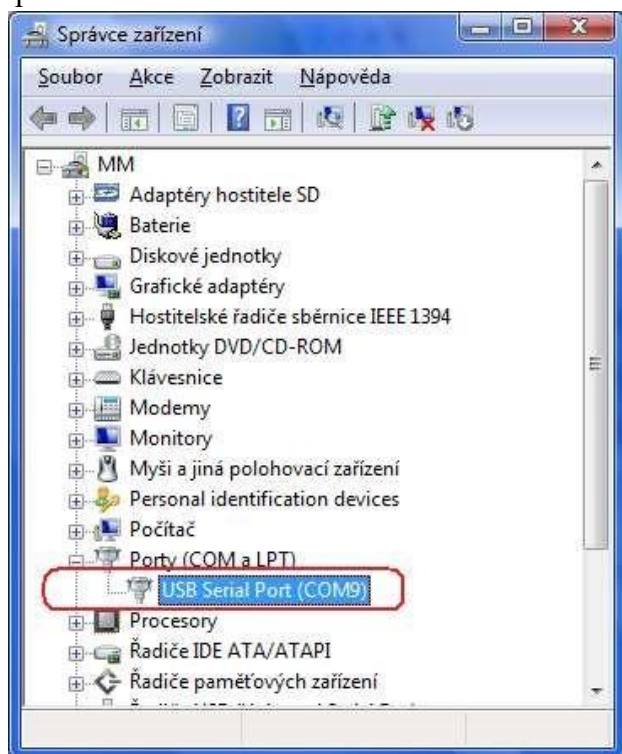 Správce zařízení
Soubor Akce Zobrazit Nápověda
MM
Adaptéry hostitele SD
Baterie
Diskové jednotky
Grafické adaptéry
Hostitelské řadiče sběrnice IEEE 1394
Jednotky DVD/CD-ROM
Klávesnice
Modemy
Monitory
Myši a jiná polohovací zařízení
Personal identification devices
Počítač
Porty (COM a LPT)
USB Serial Port (COM9)
Procesory
Řadiče IDE ATA/ATAPI
Řadiče paměťových zařízení